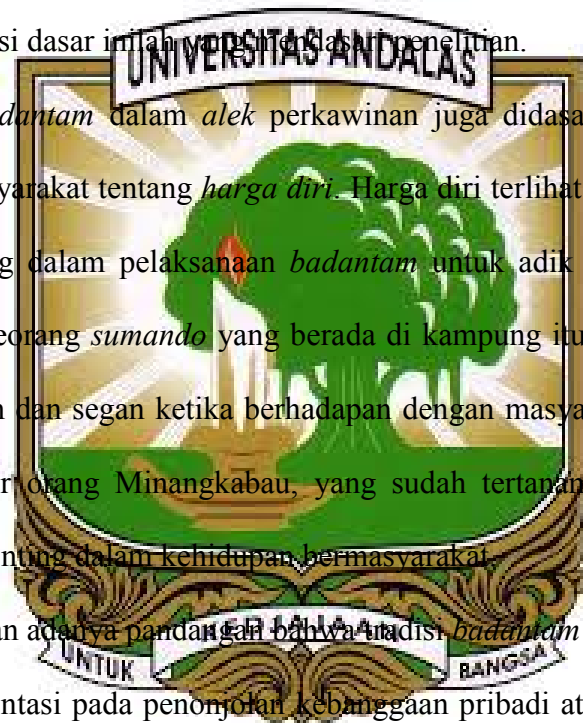 si dasar inilah yang mendasari penelitian.
UNIVERSITAS ANDALAS
dantam dalam alek perkawinan juga didasa
yarakat tentang harga diri. Harga diri terlihat
g dalam pelaksanaan badantam untuk adik
eorang sumando yang berada di kampung itu
n dan segan ketika berhadapan dengan masya
r orang Minangkabau, yang sudah tertanam
nting dalam kehidupan bermasyarakat.
an adanya pandangan bahwa tradisi badantam
KEDJAJAAN
UNTUK BANGSA
ntasi pada penonjolan kebanggaan pribadi at